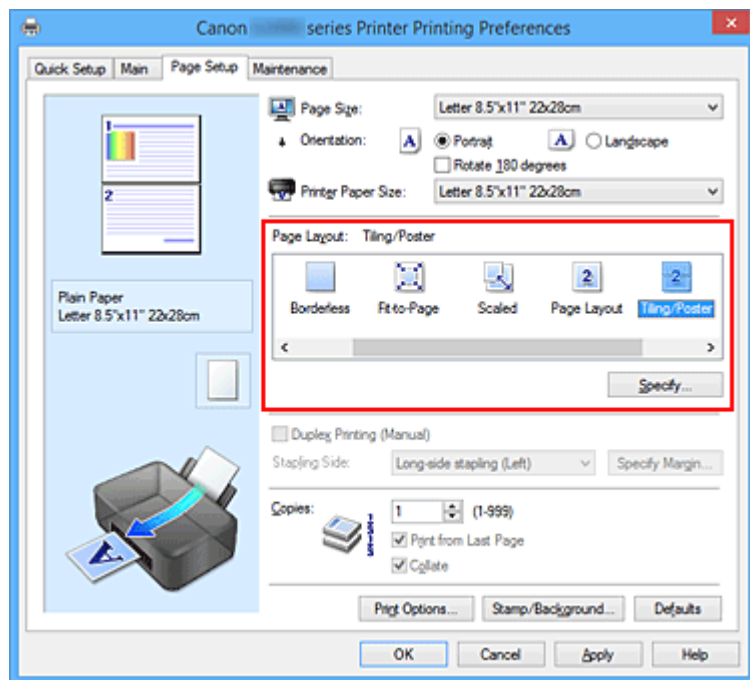 Canon series Printer Printing Preferences
Quick Setup Main Page Setup Maintenance
1
2
Plain Paper
Letter 8.5"x11" 22x28cm
A
Page Size: Letter 8.5"x11" 22x28cm
Orientation: A Portrait A Landscape
Rotate 180 degrees
Printer Paper Size: Letter 8.5"x11" 22x28cm
Page Layout: Tiling/Poster
2 2
Borderless Fit-to-Page Scaled Page Layout Tiling/Poster
Specify...
Duplex Printing (Manual)
Stapling Side: Long-side stapling (Left) Specify Margin...
Copies: 1 (1-999)
Print from Last Page
Collate
Print Options... Stamp/Background... Defaults
OK Cancel Apply Help